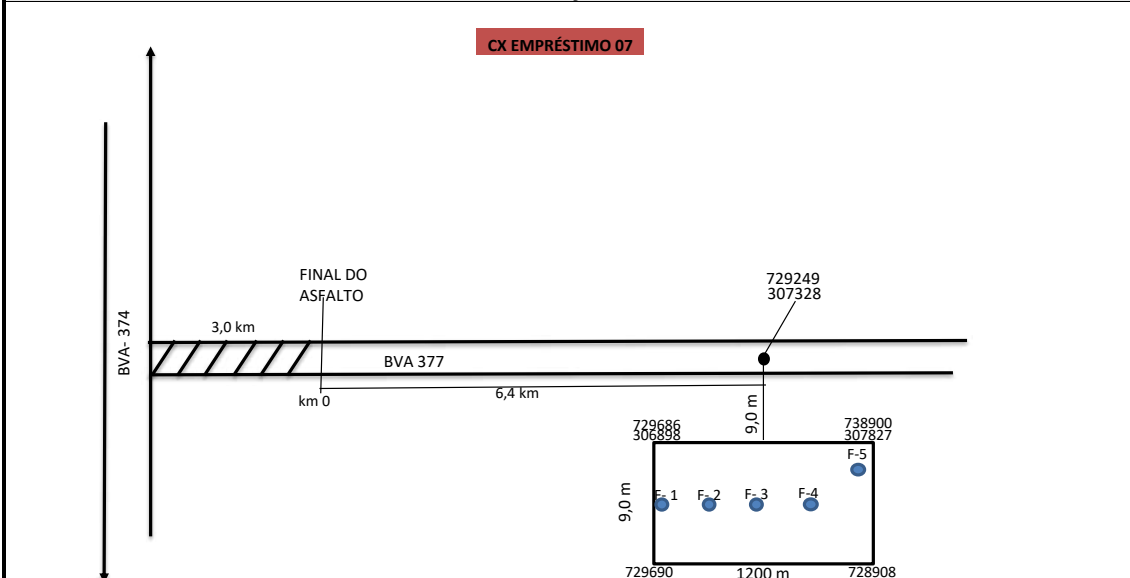 CX EMPRÉSTIMO 07
FINAL DO
ASFALTO
729249
307328
3,0 km
BVA- 374
BVA 377
km 0
6,4 km
9,0 m
729686
306898
738900
307827
F-5
F- 1
F- 2
F- 3
F-4
9,0 m
729690
1200 m
728908